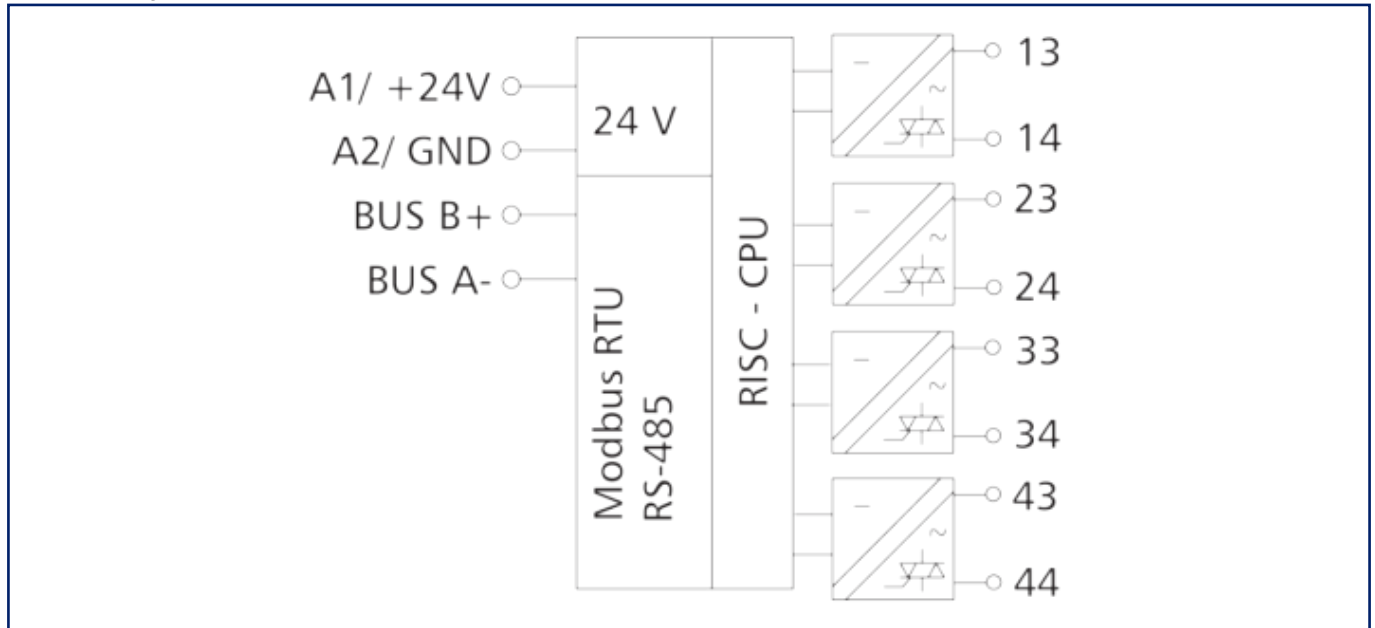 A1/ +24V
A2/ GND
BUS B+
BUS A-
24 V
Modbus RTU
RS-485
RISC - CPU
13
14
23
24
33
34
43
44